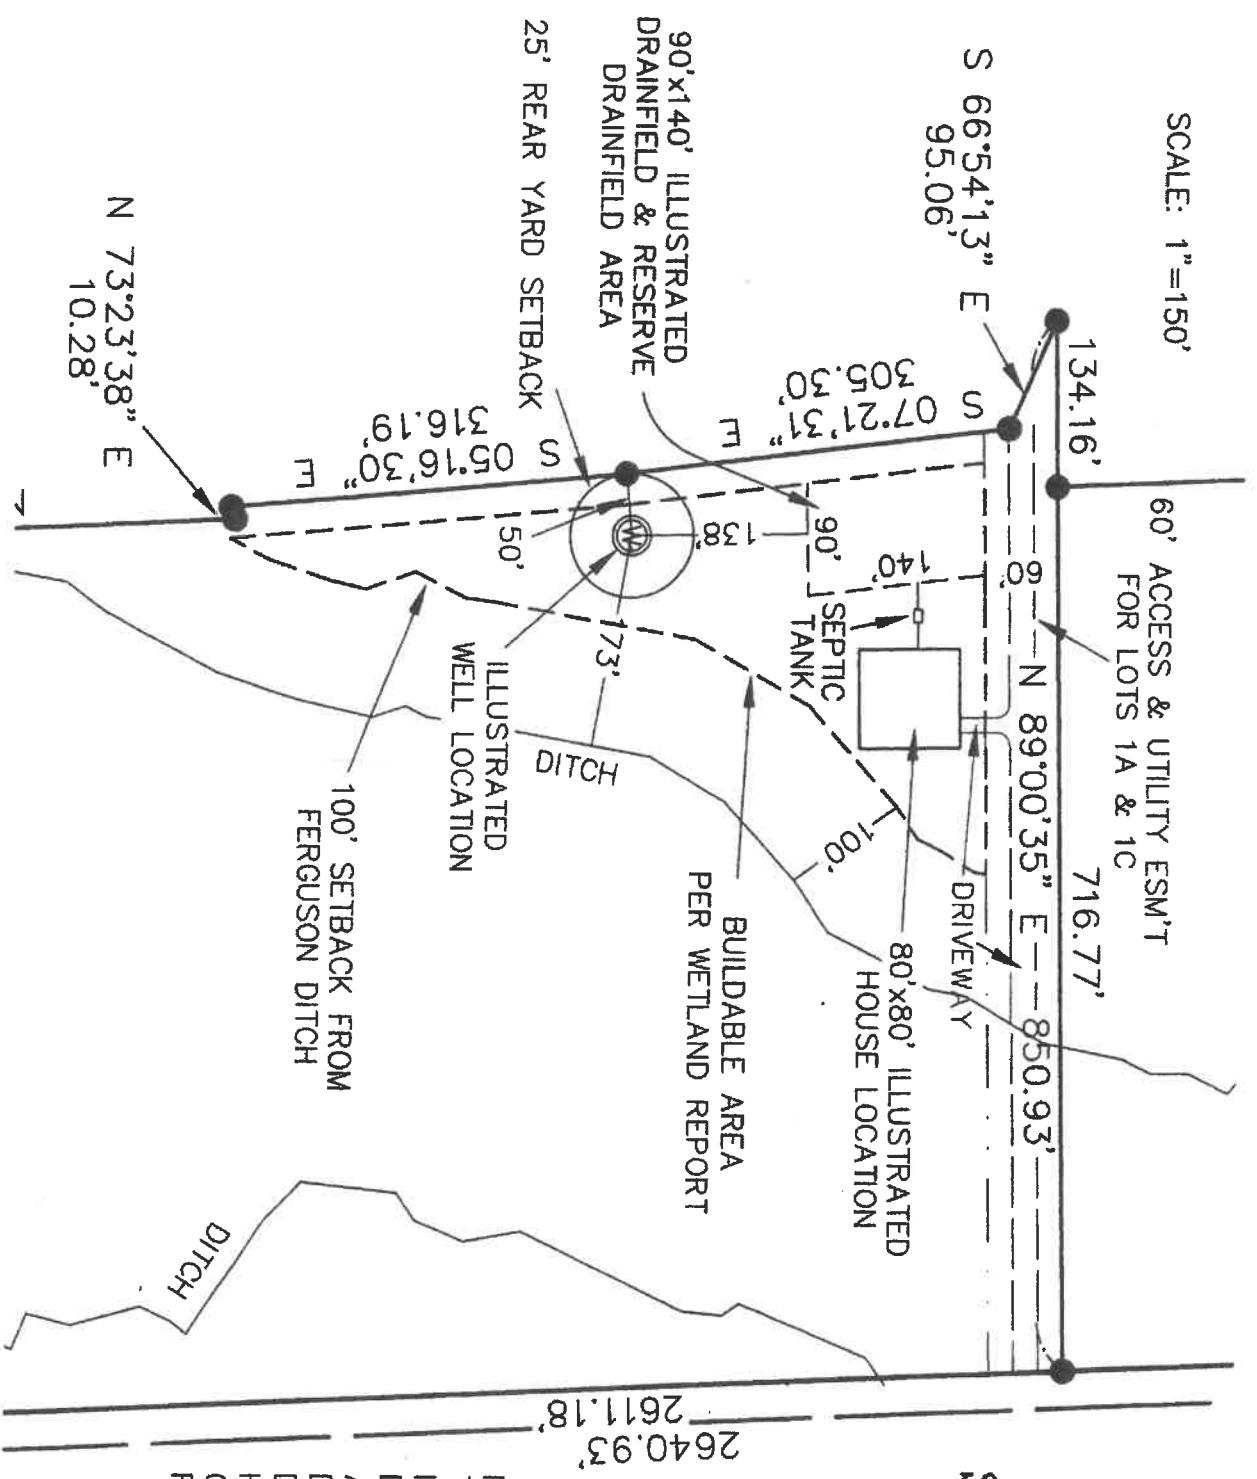 SCALE: 1"=150'
S 66°54'13" E
95.06'
134.16'
716.77'
60' ACCESS & UTILITY ESM'T
FOR LOTS 1A & 1C
N 89°00'35" E
850.93'
60'
DRIVEWAY
80'x80' ILLUSTRATED
HOUSE LOCATION
90'x140' ILLUSTRATED
DRAINFIELD & RESERVE
DRAINFIELD AREA
S 07°21'31" E
305.30'
90'
140'
SEPTIC
TANK
138'
W
50'
173'
100'
25' REAR YARD SETBACK
S 05°16'30" E
316.19'
ILLUSTRATED
WELL LOCATION
DITCH
BUILDABLE AREA
PER WETLAND REPORT
100' SETBACK FROM
FERGUSON DITCH
N 73°23'38" E
10.28'
DITCH
2611.18'
2640.93'